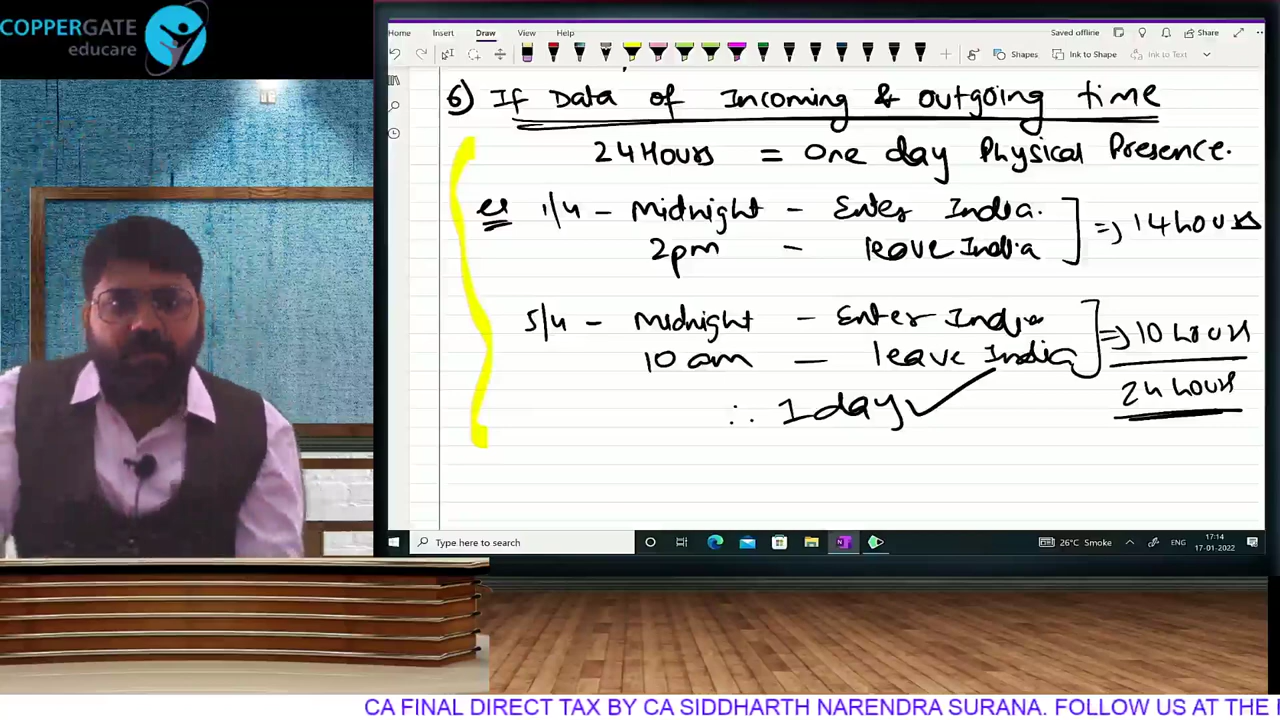 COPPERGATE
educare
Home Insert Draw View Help
Saved offline
Share
Shapes
Ink to Shape
Ink to Text
6) If Data of Incoming & outgoing time
24 Hours = One day Physical Presence.
eg 1/4 - Midnight - Enter India. => 14 hours
2pm - leave India
5/4 - Midnight - Enter India => 10 hours
10 am - leave India
24 hours
∴ 1 day
Type here to search
26°C Smoke
ENG
17:14
17-01-2022
CA FINAL DIRECT TAX BY CA SIDDHARTH NARENDRA SURANA. FOLLOW US AT THE